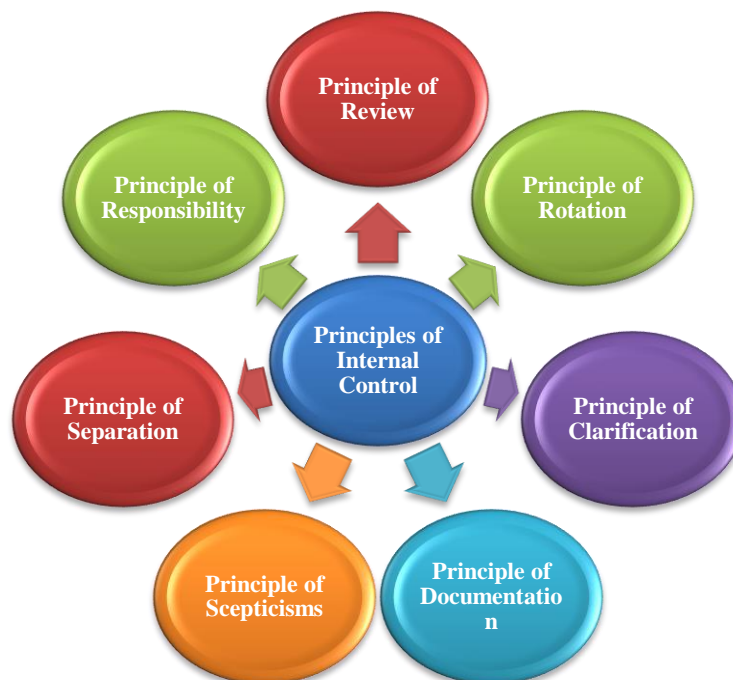 Principle of
Review
Principle of
Rotation
Principle of
Clarification
Principle of
Documentatio
n
Principle of
Scepticisms
Principle of
Separation
Principle of
Responsibility
Principles of
Internal
Control